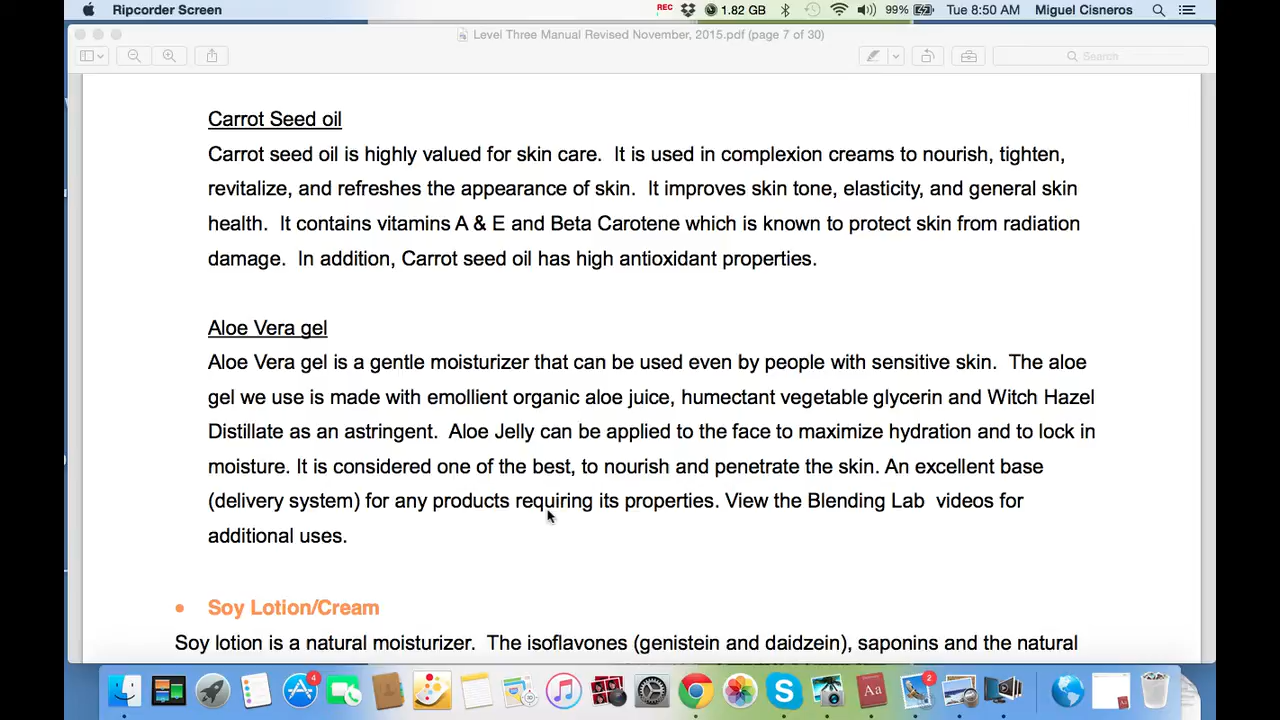 Ripcorder Screen
REC
1.82 GB
99%
Tue 8:50 AM
Miguel Cisneros
Level Three Manual Revised November, 2015.pdf (page 7 of 30)
Search
Carrot Seed oil
Carrot seed oil is highly valued for skin care.  It is used in complexion creams to nourish, tighten,
revitalize, and refreshes the appearance of skin.  It improves skin tone, elasticity, and general skin
health.  It contains vitamins A & E and Beta Carotene which is known to protect skin from radiation
damage.  In addition, Carrot seed oil has high antioxidant properties.
Aloe Vera gel
Aloe Vera gel is a gentle moisturizer that can be used even by people with sensitive skin.  The aloe
gel we use is made with emollient organic aloe juice, humectant vegetable glycerin and Witch Hazel
Distillate as an astringent.  Aloe Jelly can be applied to the face to maximize hydration and to lock in
moisture. It is considered one of the best, to nourish and penetrate the skin. An excellent base
(delivery system) for any products requiring its properties. View the Blending Lab  videos for
additional uses.
• Soy Lotion/Cream
Soy lotion is a natural moisturizer.  The isoflavones (genistein and daidzein), saponins and the natural
4
Aa
2